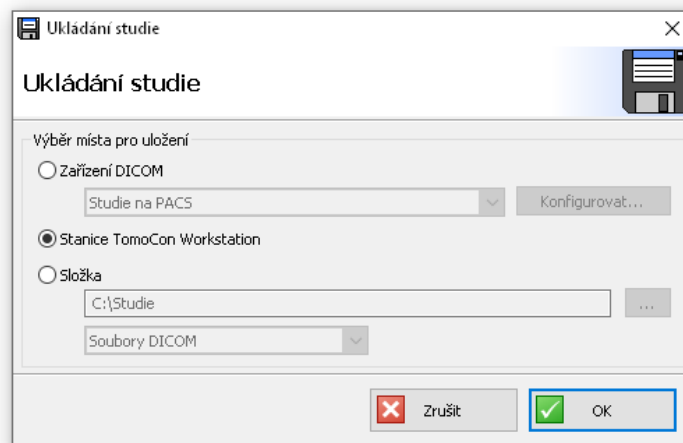 Ukládání studie
Ukládání studie
Výběr místa pro uložení
Zařízení DICOM
Studie na PACS
Konfigurovat...
Stanice TomoCon Workstation
Složka
C:\Studie
...
Soubory DICOM
Zrušit
OK